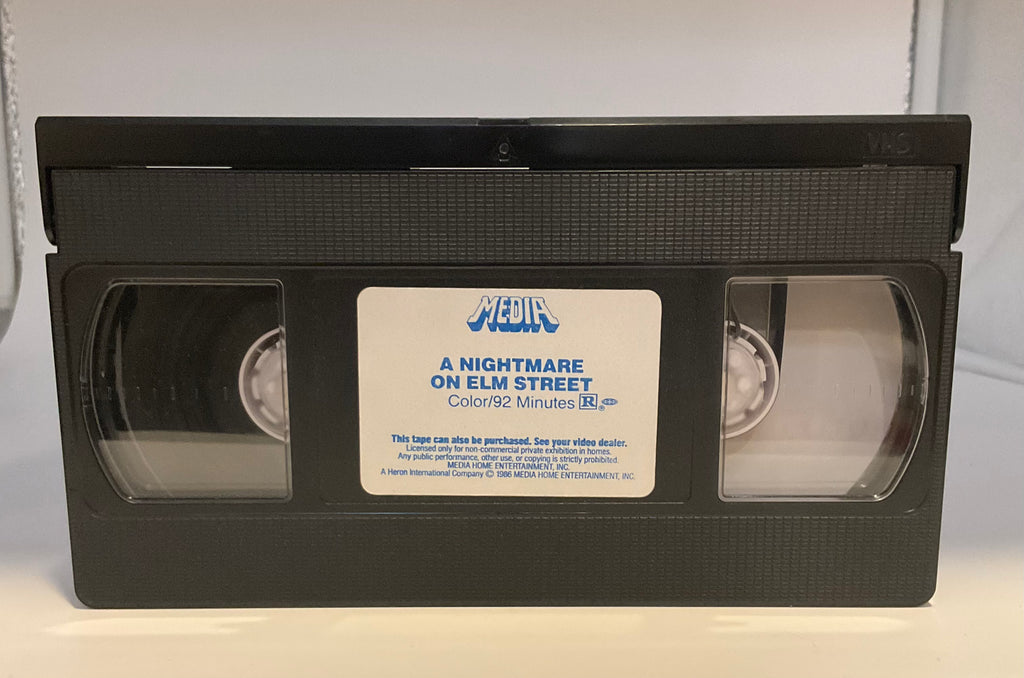 VHS
MEDIA
A NIGHTMARE
ON ELM STREET
Color/92 Minutes R ®
This tape can also be purchased. See your video dealer.
Licensed only for non-commercial private exhibition in homes.
Any public performance, other use, or copying is strictly prohibited.
MEDIA HOME ENTERTAINMENT, INC.
A Heron International Company © 1986 MEDIA HOME ENTERTAINMENT, INC.